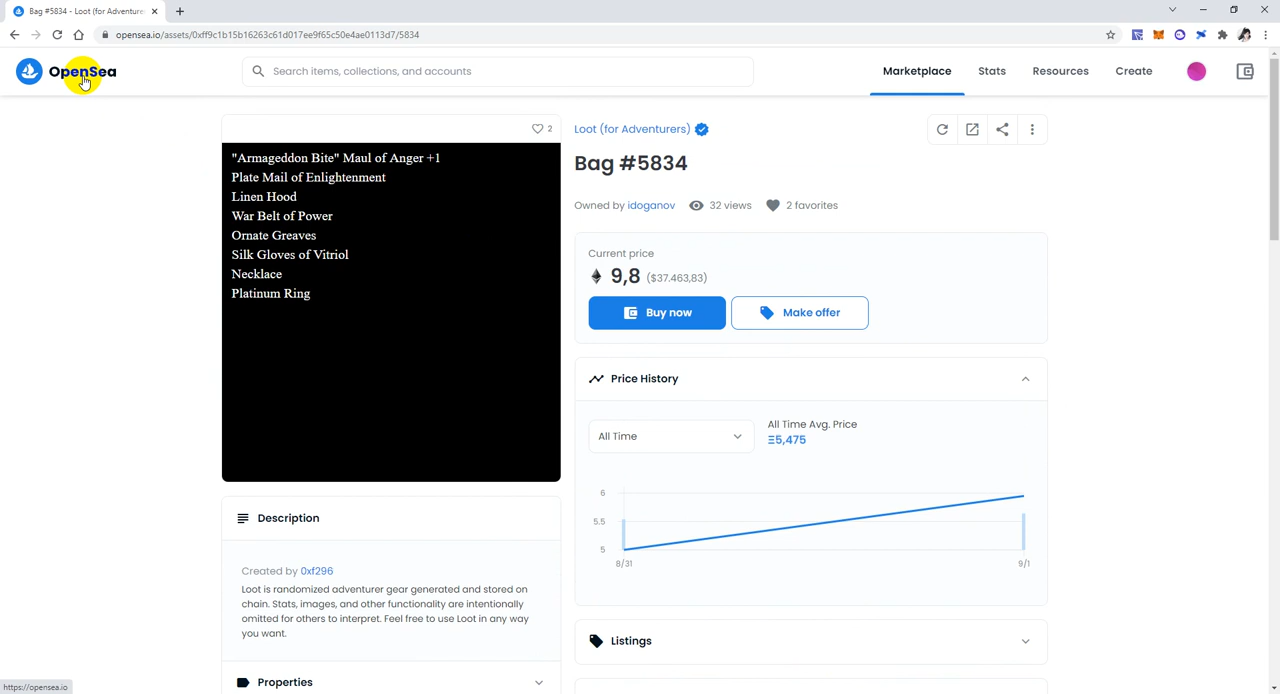 Bag #5834 - Loot (for Adventurer
opensea.io/assets/0xff9c1b15b16263c61d017ee9f65c50e4ae0113d7/5834
OpenSea
Search items, collections, and accounts
Marketplace
Stats
Resources
Create
2
"Armageddon Bite" Maul of Anger +1
Plate Mail of Enlightenment
Linen Hood
War Belt of Power
Ornate Greaves
Silk Gloves of Vitriol
Necklace
Platinum Ring
Description
Created by 0xf296
Loot is randomized adventurer gear generated and stored on
chain. Stats, images, and other functionality are intentionally
omitted for others to interpret. Feel free to use Loot in any way
you want.
Properties
Loot (for Adventurers)
Bag #5834
Owned by idoganov 32 views 2 favorites
Current price
9,8 ($37.463,83)
Buy now
Make offer
Price History
All Time
All Time Avg. Price
Ξ5,475
6
5.5
5
8/31
9/1
Listings
https://opensea.io